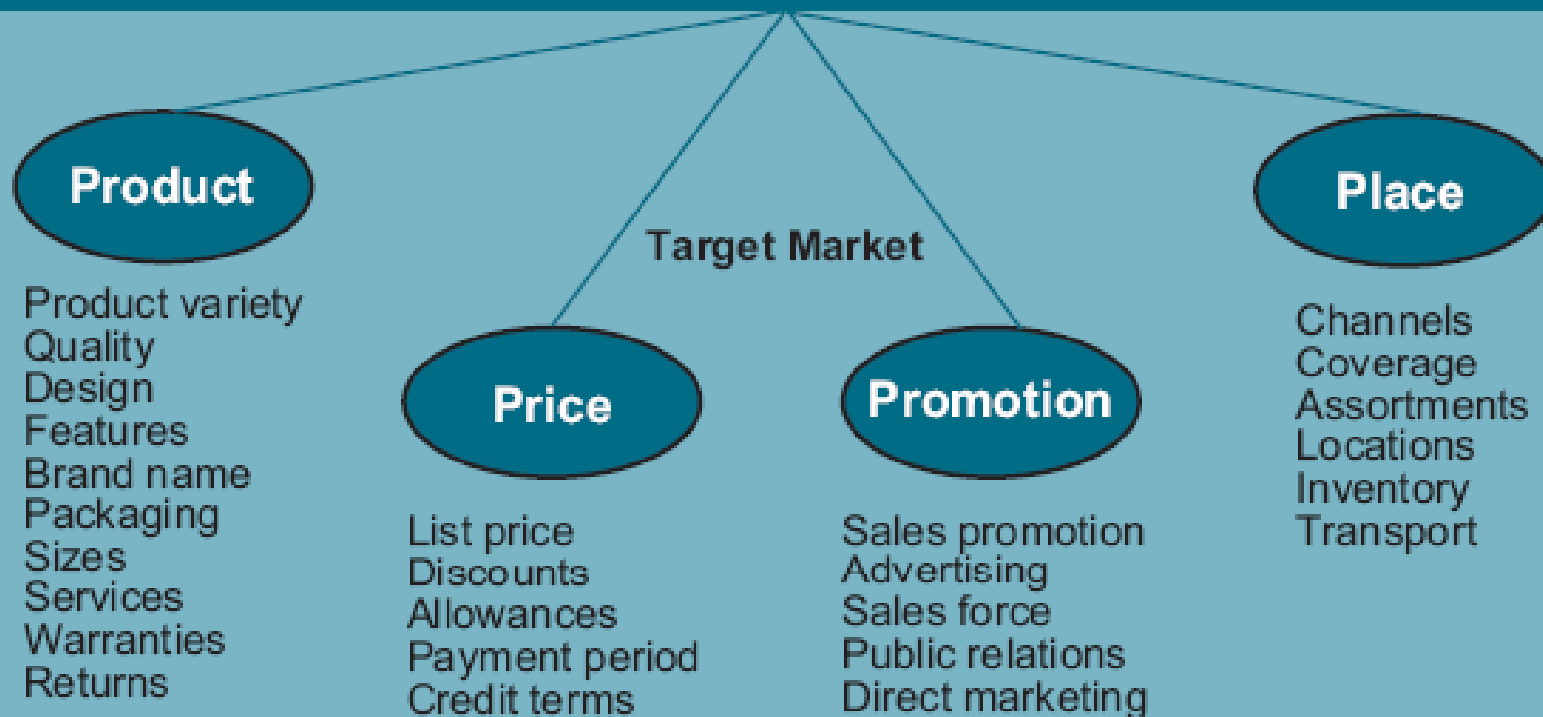 Product
Product variety
Quality
Design
Features
Brand name
Packaging
Sizes
Services
Warranties
Returns
Target Market
Price
List price
Discounts
Allowances
Payment period
Credit terms
Promotion
Sales promotion
Advertising
Sales force
Public relations
Direct marketing
Place
Channels
Coverage
Assortments
Locations
Inventory
Transport